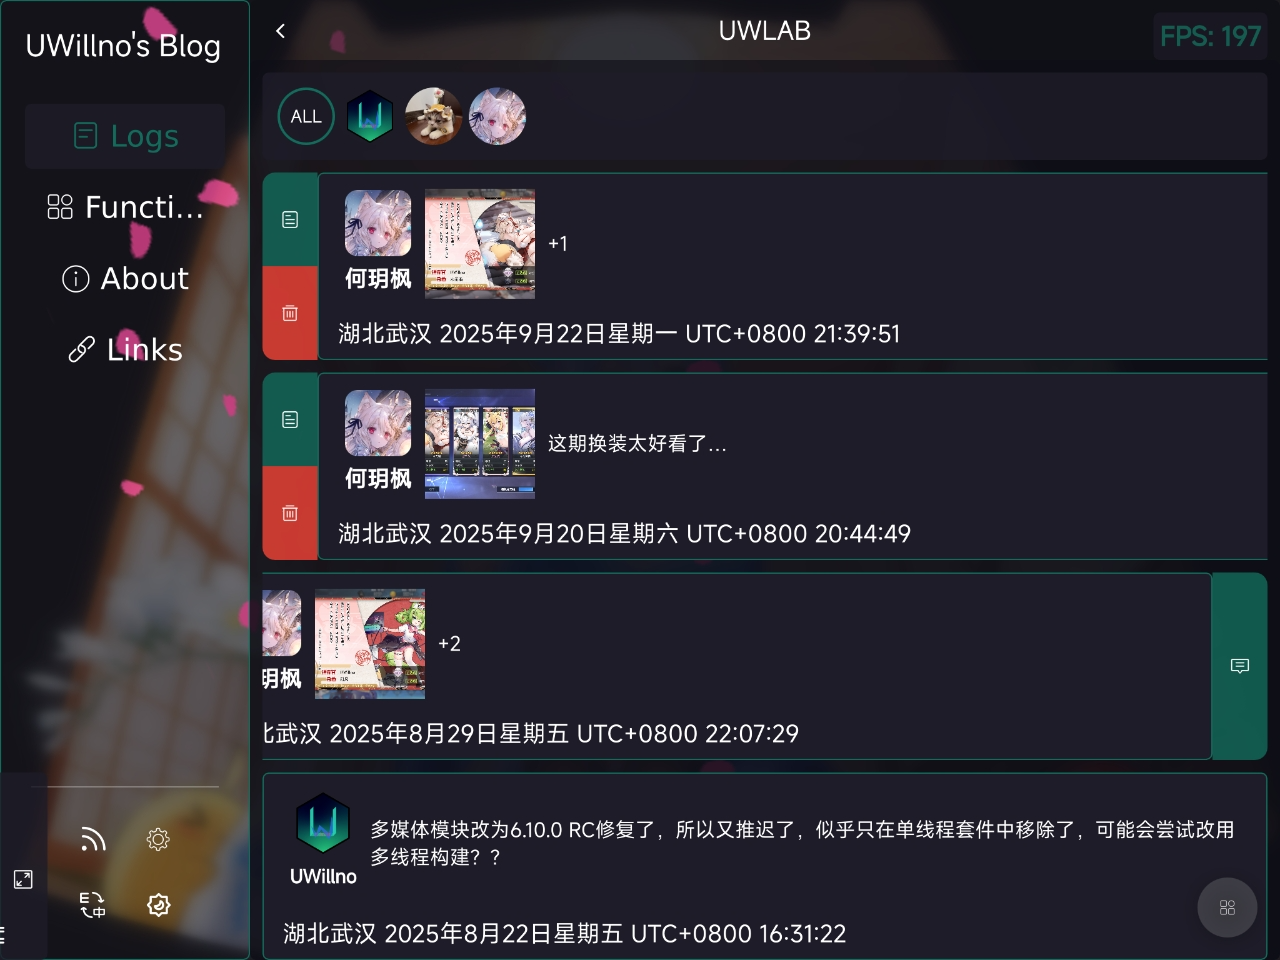 UWillno's Blog
Logs
Functi...
About
Links
UWLAB
FPS: 197
ALL
何玥枫
+1
湖北武汉 2025年9月22日星期一 UTC+0800 21:39:51
何玥枫
这期换装太好看了...
湖北武汉 2025年9月20日星期六 UTC+0800 20:44:49
玥枫
+2
北武汉 2025年8月29日星期五 UTC+0800 22:07:29
UWillno
多媒体模块改为6.10.0 RC修复了，所以又推迟了，似乎只在单线程套件中移除了，可能会尝试改用
多线程构建？？
湖北武汉 2025年8月22日星期五 UTC+0800 16:31:22